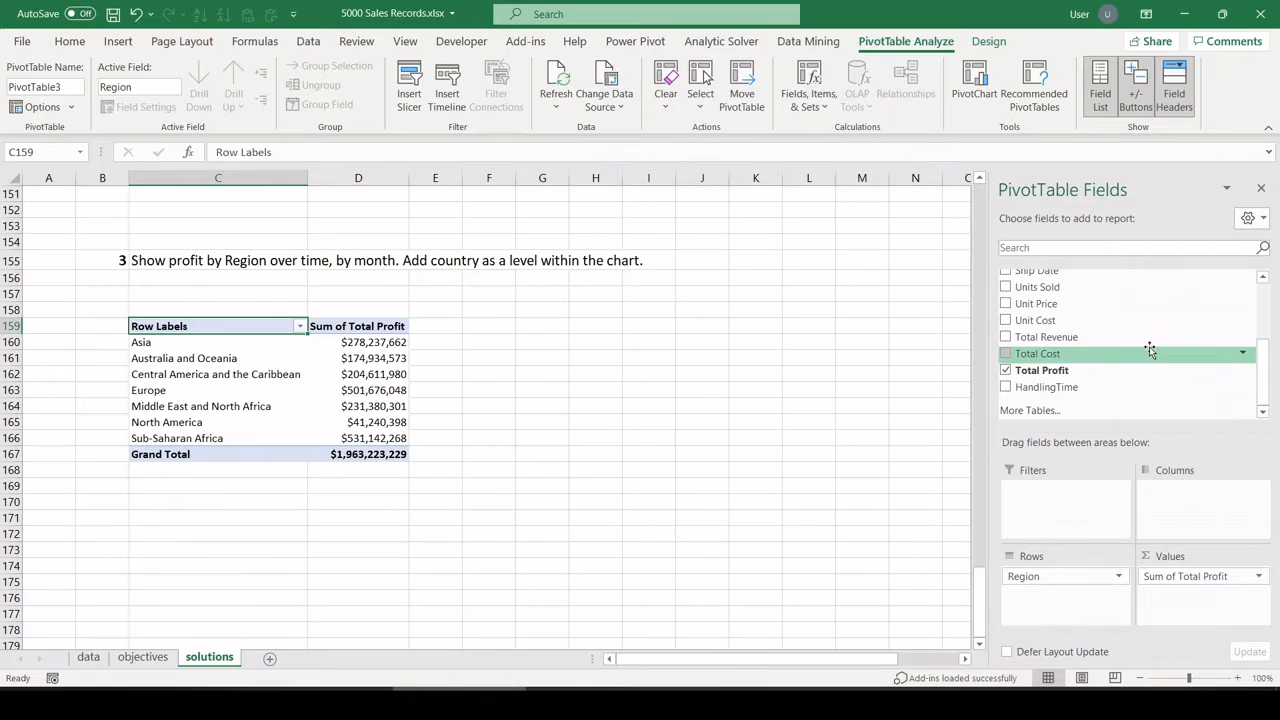 AutoSave Off 5000 Sales Records.xlsx Search User U
File Home Insert Page Layout Formulas Data Review View Developer Add-ins Help Power Pivot Analytic Solver Data Mining PivotTable Analyze Design Share Comments
PivotTable Name: Active Field:
PivotTable3 Region
Options Field Settings
Drill Down
Drill Up
Group Selection
Ungroup
Group Field
Insert Slicer
Insert Timeline
Filter Connections
Refresh
Change Data Source
Clear
Select
Move PivotTable
Fields, Items, & Sets
OLAP Tools
Relationships
PivotChart
Recommended PivotTables
Field List
+/- Buttons
Field Headers
PivotTable Active Field Group Filter Data Actions Calculations Tools Show
C159 fx Row Labels
A B C D E F G H I J K L M N
151
152
153
154
155 3 Show profit by Region over time, by month. Add country as a level within the chart.
156
157
158
159 Row Labels Sum of Total Profit
160 Asia $278,237,662
161 Australia and Oceania $174,934,573
162 Central America and the Caribbean $204,611,980
163 Europe $501,676,048
164 Middle East and North Africa $231,380,301
165 North America $41,240,398
166 Sub-Saharan Africa $531,142,268
167 Grand Total $1,963,223,229
168
169
170
171
172
173
174
175
176
177
178
179
PivotTable Fields
Choose fields to add to report:
Search
Ship Date
Units Sold
Unit Price
Unit Cost
Total Revenue
Total Cost
Total Profit
HandlingTime
More Tables...
Drag fields between areas below:
Filters Columns
Rows Σ Values
Region Sum of Total Profit
Defer Layout Update Update
data objectives solutions
Ready Add-ins loaded successfully 100%